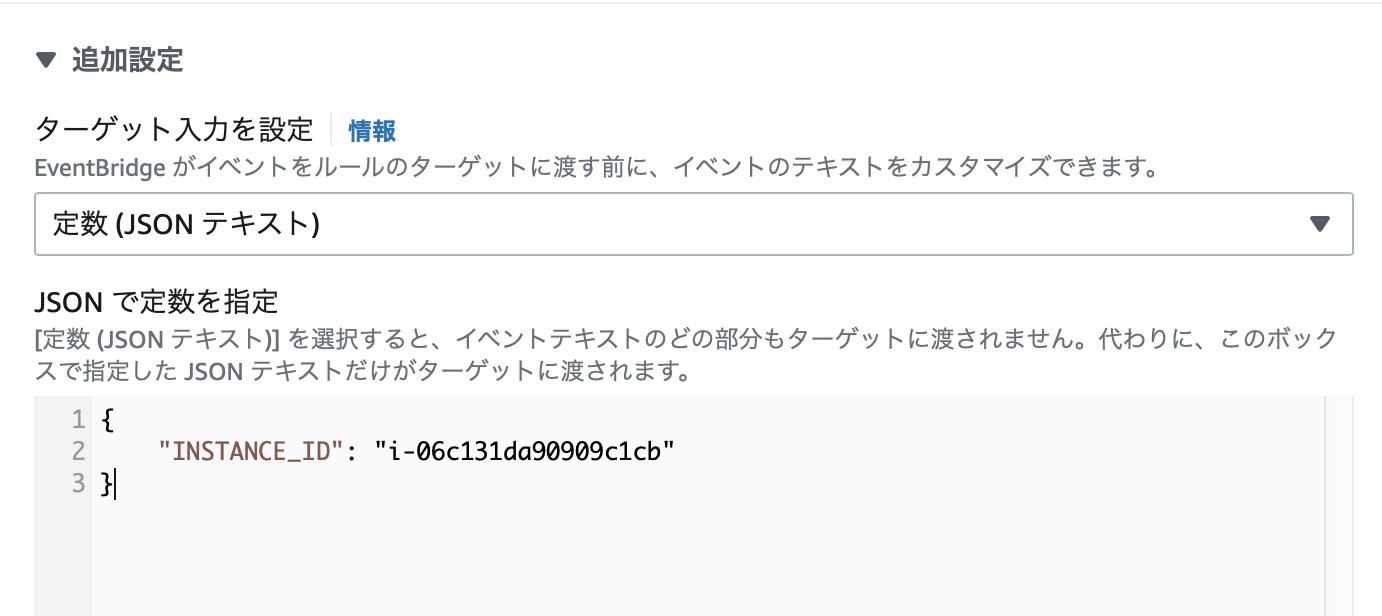 ▼ 追加設定
ターゲット入力を設定 | 情報
EventBridge がイベントをルールのターゲットに渡す前に、イベントのテキストをカスタマイズできます。
定数 (JSON テキスト)
JSON で定数を指定
[定数 (JSON テキスト)] を選択すると、イベントテキストのどの部分もターゲットに渡されません。代わりに、このボック
スで指定した JSON テキストだけがターゲットに渡されます。
1 {
2     "INSTANCE_ID": "i-06c131da90909c1cb"
3 }